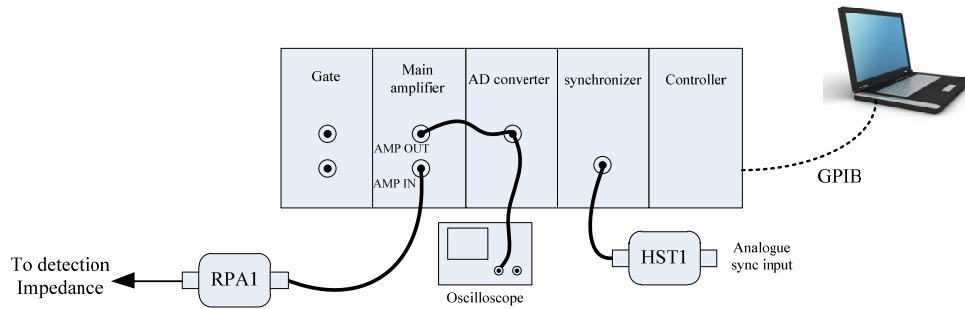 Gate
Main
amplifier
AD converter
synchronizer
Controller
AMP OUT
AMP IN
GPIB
To detection
Impedance
RPA1
Oscilloscope
HST1
Analogue
sync input